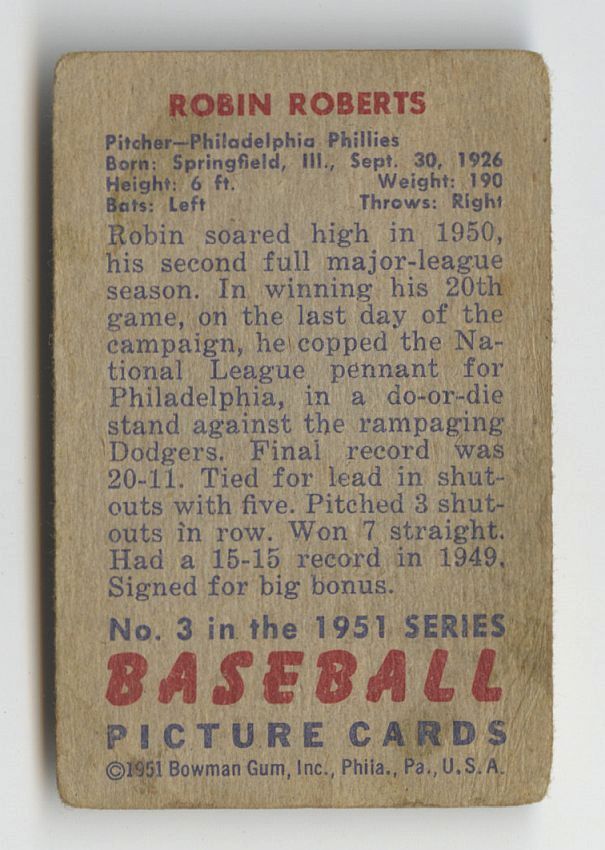 ROBIN ROBERTS
Pitcher—Philadelphia Phillies
Born: Springfield, Ill., Sept. 30, 1926
Height: 6 ft. Weight: 190
Bats: Left Throws: Right
Robin soared high in 1950,
his second full major-league
season. In winning his 20th
game, on the last day of the
campaign, he copped the Na-
tional League pennant for
Philadelphia, in a do-or-die
stand against the rampaging
Dodgers. Final record was
20-11. Tied for lead in shut-
outs with five. Pitched 3 shut-
outs in row. Won 7 straight.
Had a 15-15 record in 1949.
Signed for big bonus.
No. 3 in the 1951 SERIES
BASEBALL
PICTURE CARDS
©1951 Bowman Gum, Inc., Phila., Pa., U.S.A.